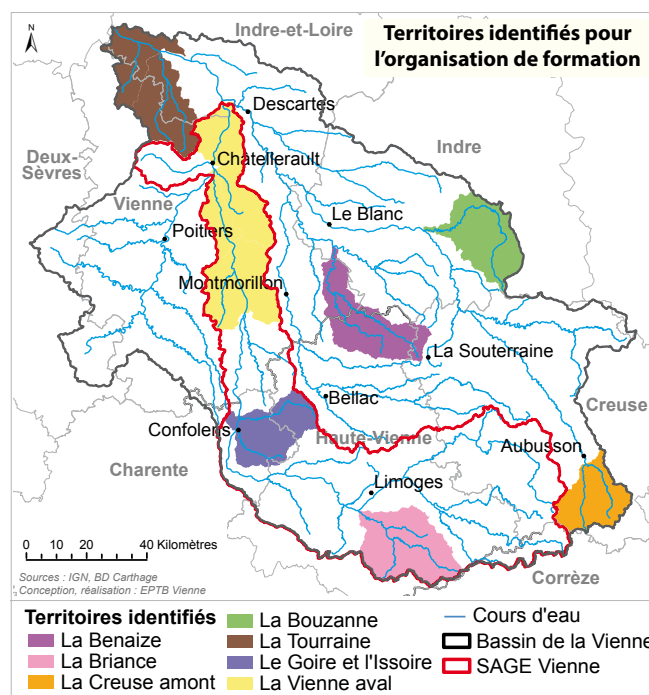 Territoires identifiés pour
l'organisation de formation
N
Indre-et-Loire
Descartes
Deux-
Sèvres
Châtellerault
Indre
Vienne
Le Blanc
Poitiers
Montmorillon
La Souterraine
Bellac
Creuse
Confolens
Haute-Vienne
Aubusson
Charente
Limoges
Corrèze
0 10 20 40 Kilomètres
Sources : IGN, BD Carthage
Conception, réalisation : EPTB Vienne
Territoires identifiés
La Benaize
La Briance
La Creuse amont
La Bouzanne
La Tourraine
Le Goire et l'Issoire
La Vienne aval
Cours d'eau
Bassin de la Vienne
SAGE Vienne